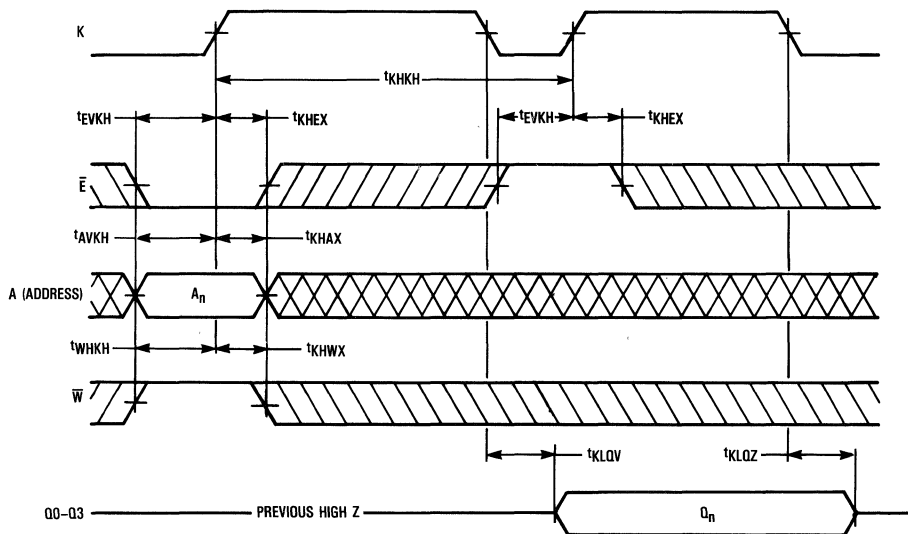 K
tKHKH
tEVKH tKHEX tEVKH tKHEX
E
tAVKH tKHAX
A (ADDRESS) An
tWHKH tKHWX
W
tKLQV tKLQZ
Q0-Q3 PREVIOUS HIGH Z Qn